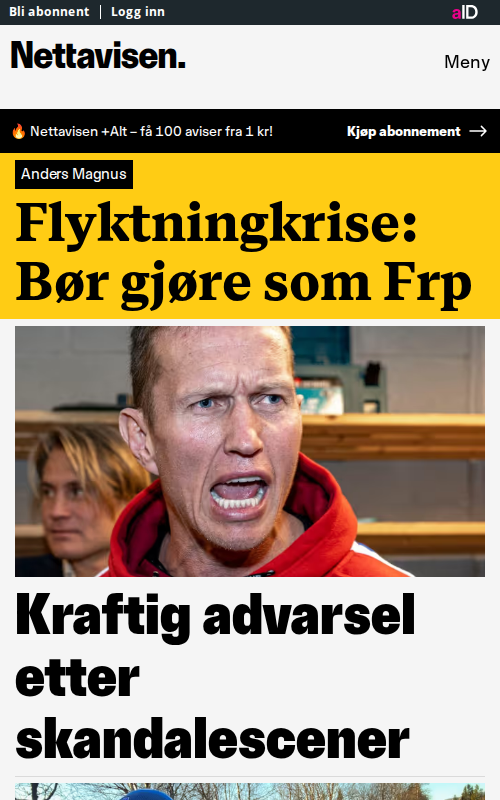 Bli abonnent
Logg inn
aID
Nettavisen.
Meny
🔥 Nettavisen +Alt – få 100 aviser fra 1 kr!
Kjøp abonnement →
Anders Magnus
Flyktningkrise:
Bør gjøre som Frp
Kraftig advarsel
etter
skandalescener